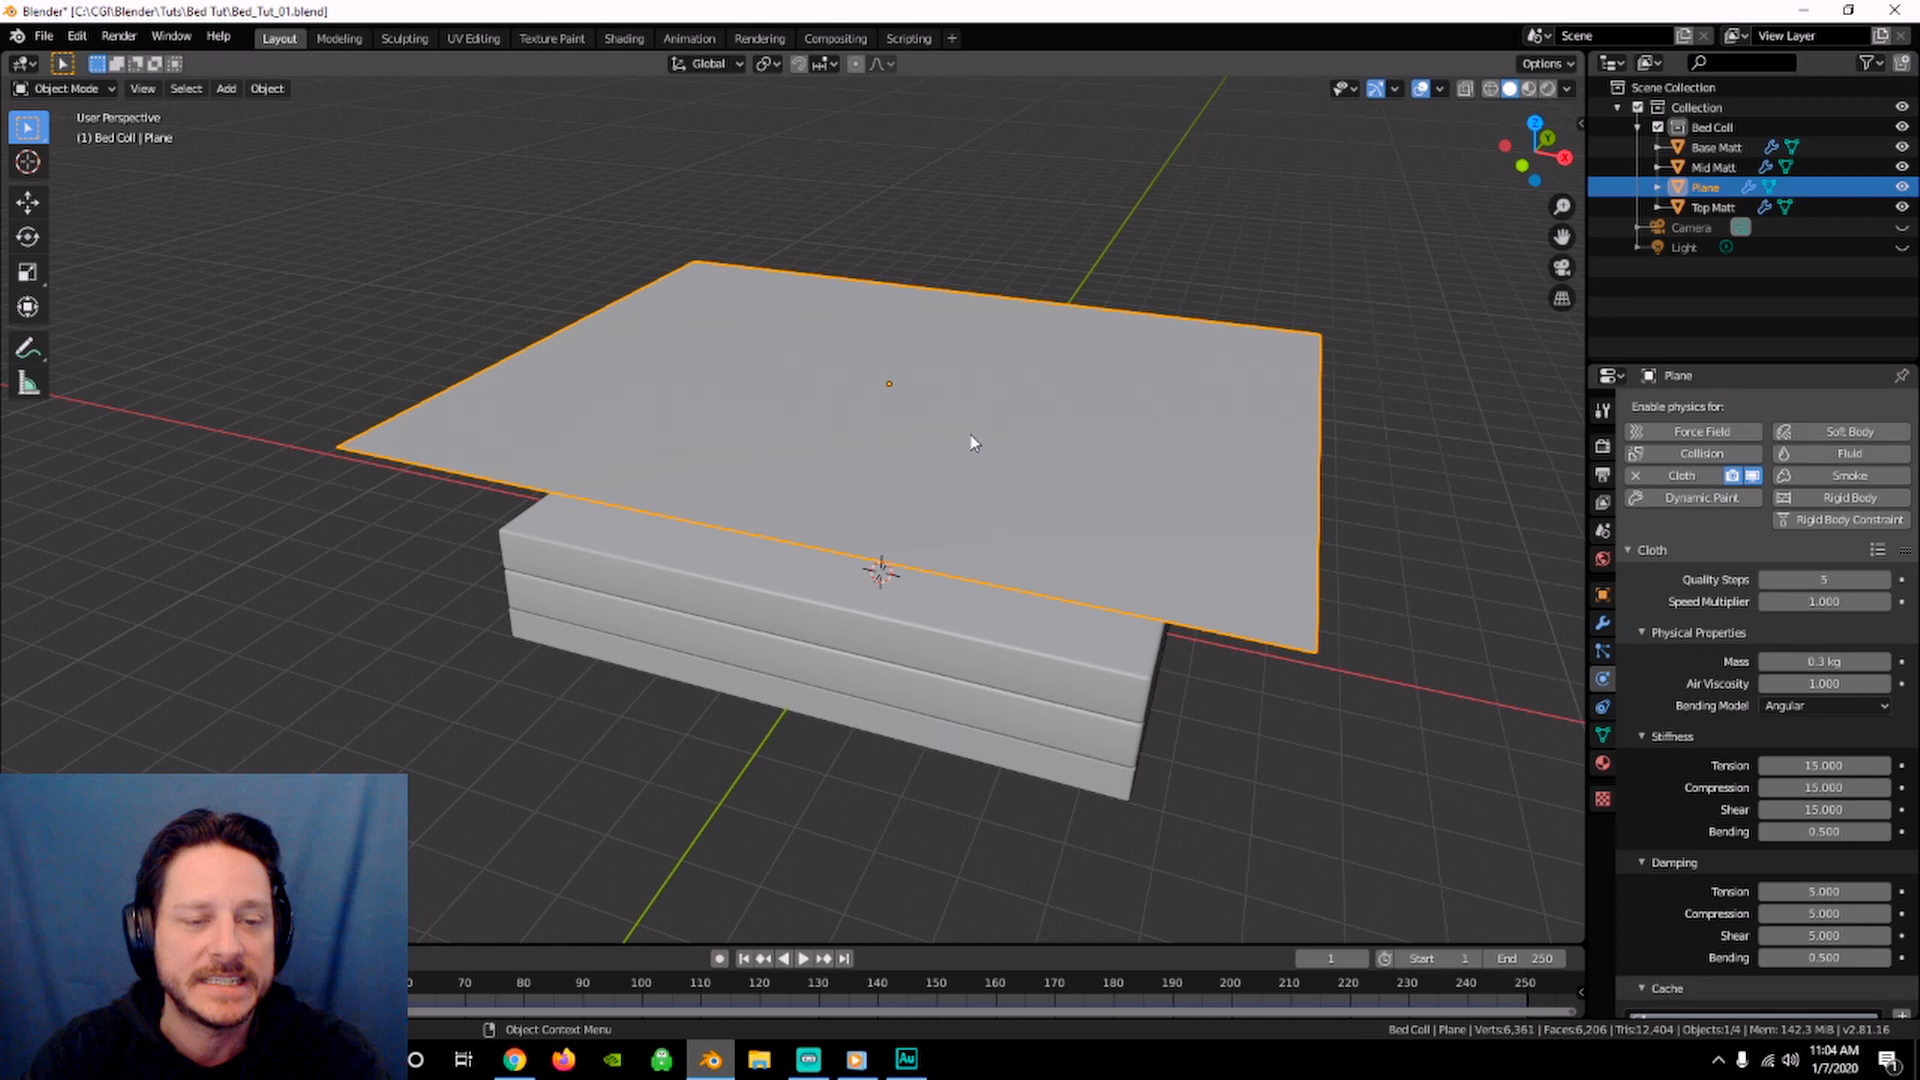 Blender* [C:\CGI\Blender\Tuts\Bed Tut\Bed_Tut_01.blend]
File Edit Render Window Help
Layout Modeling Sculpting UV Editing Texture Paint Shading Animation Rendering Compositing Scripting +
Scene View Layer
Global Options
Object Mode View Select Add Object
User Perspective
(1) Bed Coll | Plane
Z Y X
Scene Collection
Collection
Bed Coll
Base Matt
Mid Matt
Plane
Top Matt
Camera
Light
Plane
Enable physics for:
Force Field Soft Body
Collision Fluid
Cloth Smoke
Dynamic Paint Rigid Body
Rigid Body Constraint
Cloth
Quality Steps 5
Speed Multiplier 1.000
Physical Properties
Mass 0.3 kg
Air Viscosity 1.000
Bending Model Angular
Stiffness
Tension 15.000
Compression 15.000
Shear 15.000
Bending 0.500
Damping
Tension 5.000
Compression 5.000
Shear 5.000
Bending 0.500
Cache
1 Start 1 End 250
0 70 80 90 100 110 120 130 140 150 160 170 180 190 200 210 220 230 240 250
Object Context Menu
Bed Coll | Plane | Verts:6,361 | Faces:6,206 | Tris:12,404 | Objects:1/4 | Mem: 142.3 MiB | v2.81.16
Au
11:04 AM
1/7/2020
1